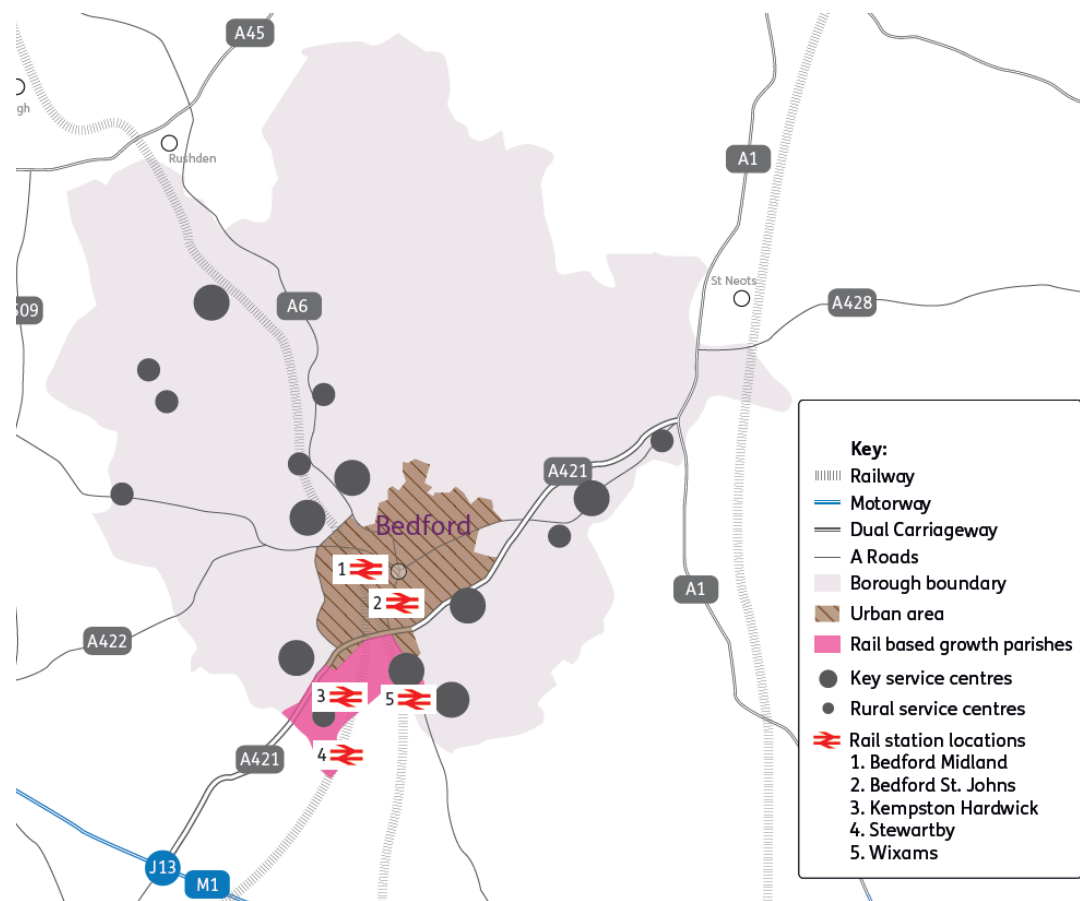 A45
gh
Rushden
A1
St Neots
A6
A428
509
A421
Bedford
1
2
A1
A422
3
5
4
A421
J13
M1
Key:
Railway
Motorway
Dual Carriageway
A Roads
Borough boundary
Urban area
Rail based growth parishes
Key service centres
Rural service centres
Rail station locations
1. Bedford Midland
2. Bedford St. Johns
3. Kempston Hardwick
4. Stewartby
5. Wixams